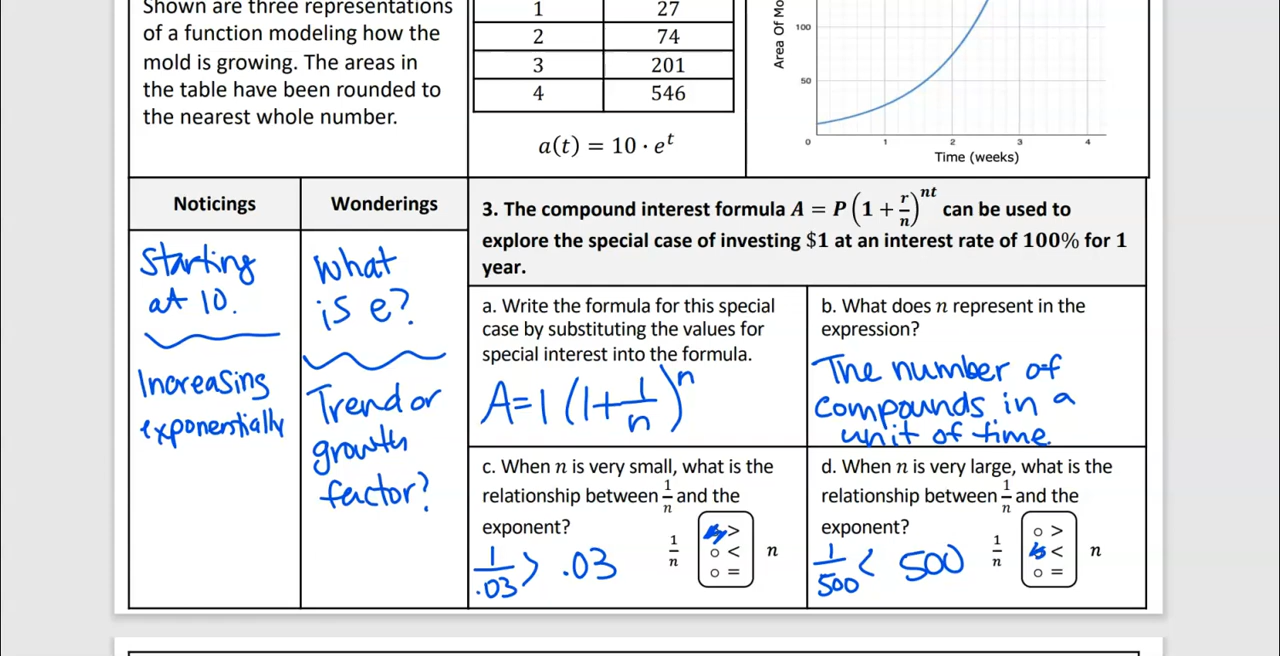 Shown are three representations
of a function modeling how the
mold is growing. The areas in
the table have been rounded to
the nearest whole number.
1 27
2 74
3 201
4 546
a(t) = 10 · e^t
Area Of Mo
100
50
0 1 2 3 4
Time (weeks)
Noticings
Starting
at 10.
Increasing
exponentially
Wonderings
What
is e?
Trend or
growth
factor?
3. The compound interest formula A = P(1 + r/n)^nt can be used to
explore the special case of investing $1 at an interest rate of 100% for 1
year.
a. Write the formula for this special
case by substituting the values for
special interest into the formula.
A=1(1+1/n)^n
b. What does n represent in the
expression?
The number of
compounds in a
unit of time.
c. When n is very small, what is the
relationship between 1/n and the
exponent?
1/.03 > .03
1/n > < = n
d. When n is very large, what is the
relationship between 1/n and the
exponent?
1/500 < 500
1/n > < = n